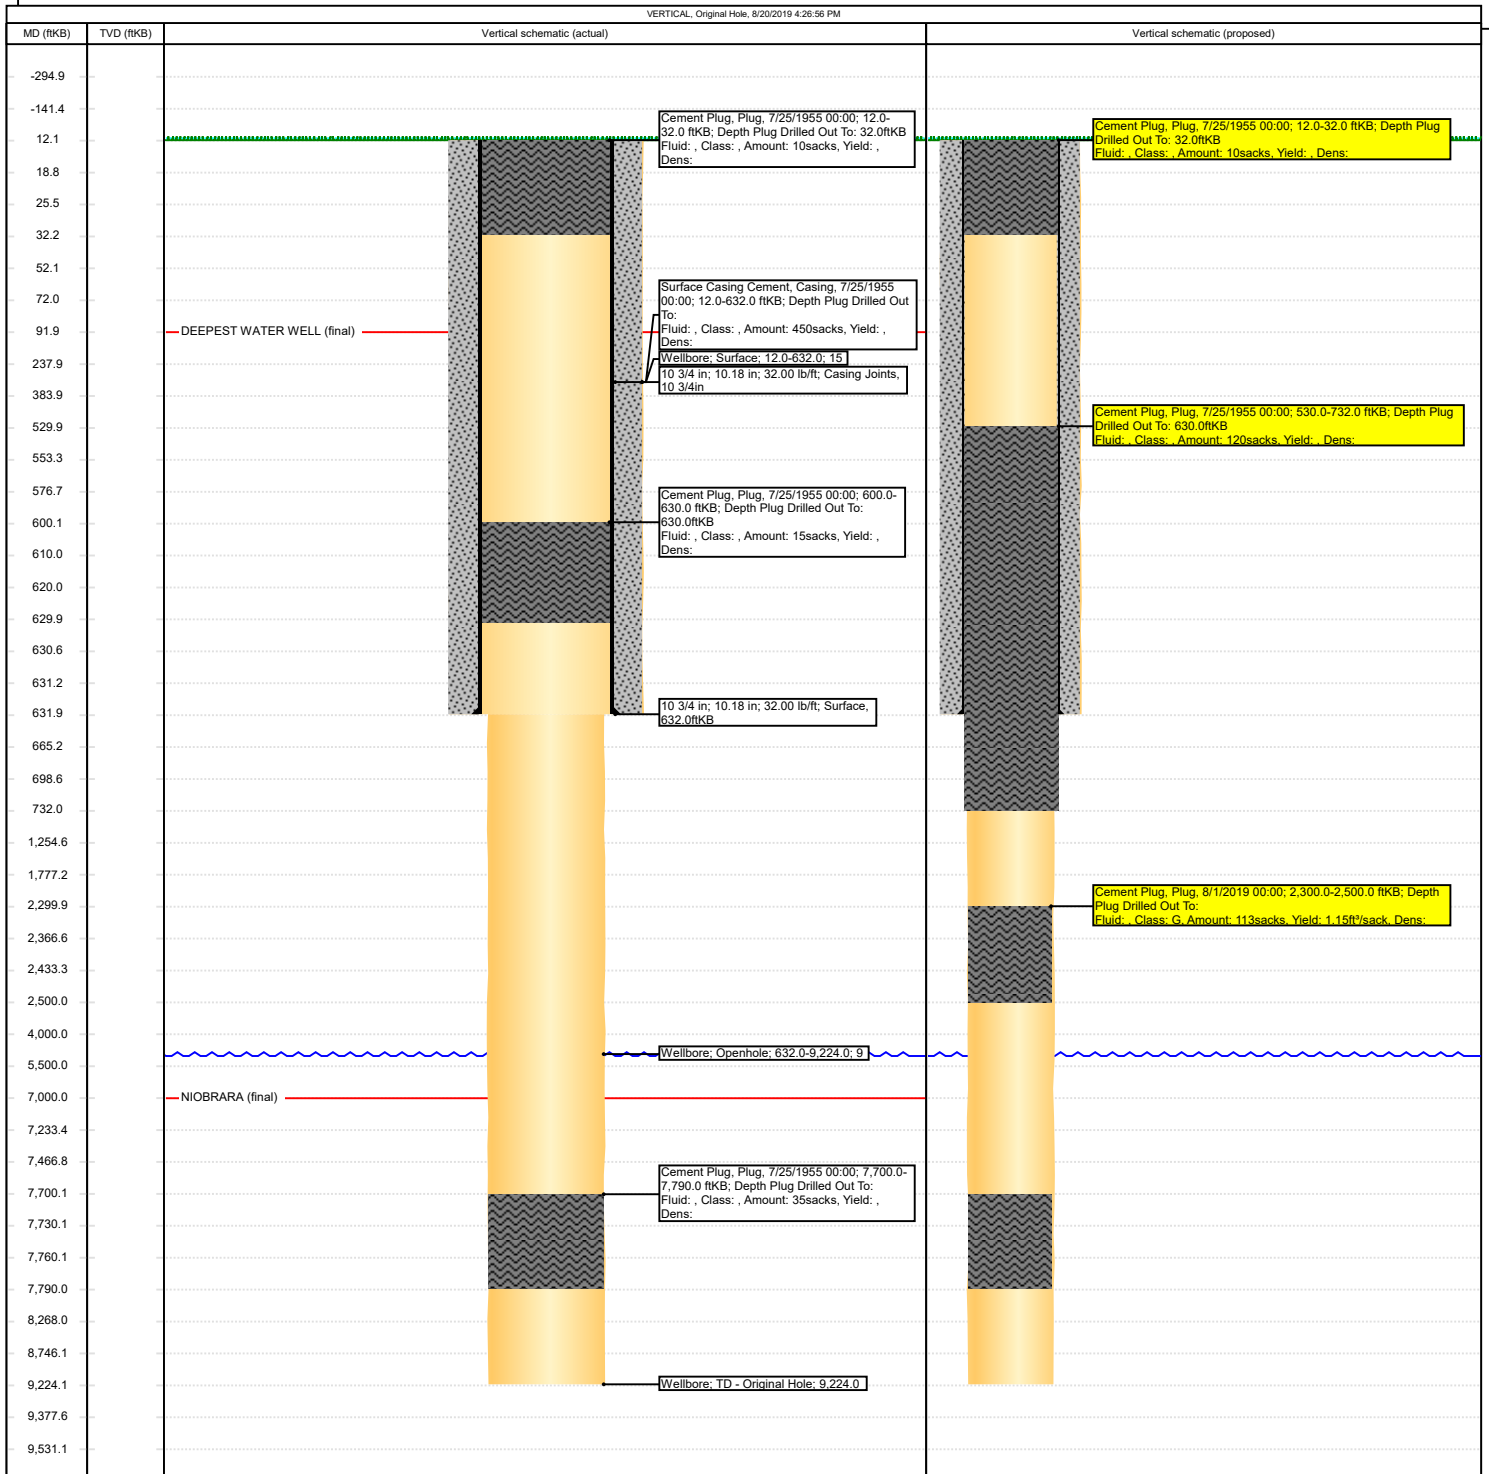 VERTICAL, Original Hole, 8/20/2019 4:26:56 PM
MD (ftKB)
TVD (ftKB)
Vertical schematic (actual)
Vertical schematic (proposed)
-294.9
-141.4
12.1
18.8
25.5
32.2
52.1
72.0
91.9
237.9
383.9
529.9
553.3
576.7
600.1
610.0
620.0
629.9
630.6
631.2
631.9
665.2
698.6
732.0
1,254.6
1,777.2
2,299.9
2,366.6
2,433.3
2,500.0
4,000.0
5,500.0
7,000.0
7,233.4
7,466.8
7,700.1
7,730.1
7,760.1
7,790.0
8,268.0
8,746.1
9,224.1
9,377.6
9,531.1
DEEPEST WATER WELL (final)
NIOBRARA (final)
Cement Plug, Plug, 7/25/1955 00:00; 12.0-
32.0 ftKB; Depth Plug Drilled Out To: 32.0ftKB
Fluid: , Class: , Amount: 10sacks, Yield: ,
Dens:
Surface Casing Cement, Casing, 7/25/1955
00:00; 12.0-632.0 ftKB; Depth Plug Drilled Out
To:
Fluid: , Class: , Amount: 450sacks, Yield: ,
Dens:
Wellbore; Surface; 12.0-632.0; 15
10 3/4 in; 10.18 in; 32.00 lb/ft; Casing Joints,
10 3/4in
Cement Plug, Plug, 7/25/1955 00:00; 600.0-
630.0 ftKB; Depth Plug Drilled Out To:
630.0ftKB
Fluid: , Class: , Amount: 15sacks, Yield: ,
Dens:
10 3/4 in; 10.18 in; 32.00 lb/ft; Surface,
632.0ftKB
Wellbore; Openhole; 632.0-9,224.0; 9
Cement Plug, Plug, 7/25/1955 00:00; 7,700.0-
7,790.0 ftKB; Depth Plug Drilled Out To:
Fluid: , Class: , Amount: 35sacks, Yield: ,
Dens:
Wellbore; TD - Original Hole; 9,224.0
Cement Plug, Plug, 7/25/1955 00:00; 12.0-32.0 ftKB; Depth Plug
Drilled Out To: 32.0ftKB
Fluid: , Class: , Amount: 10sacks, Yield: , Dens:
Cement Plug, Plug, 7/25/1955 00:00; 530.0-732.0 ftKB; Depth Plug
Drilled Out To: 630.0ftKB
Fluid: , Class: , Amount: 120sacks, Yield: , Dens:
Cement Plug, Plug, 8/1/2019 00:00; 2,300.0-2,500.0 ftKB; Depth
Plug Drilled Out To:
Fluid: , Class: G, Amount: 113sacks, Yield: 1.15ft³/sack, Dens: